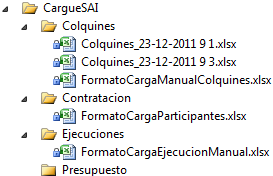 CargueSAI
Colquines
Colquines_23-12-2011 9 1.xlsx
Colquines_23-12-2011 9 3.xlsx
FormatoCargaManualColquines.xlsx
Contratacion
FormatoCargaParticipantes.xlsx
Ejecuciones
FormatoCargaEjecucionManual.xlsx
Presupuesto